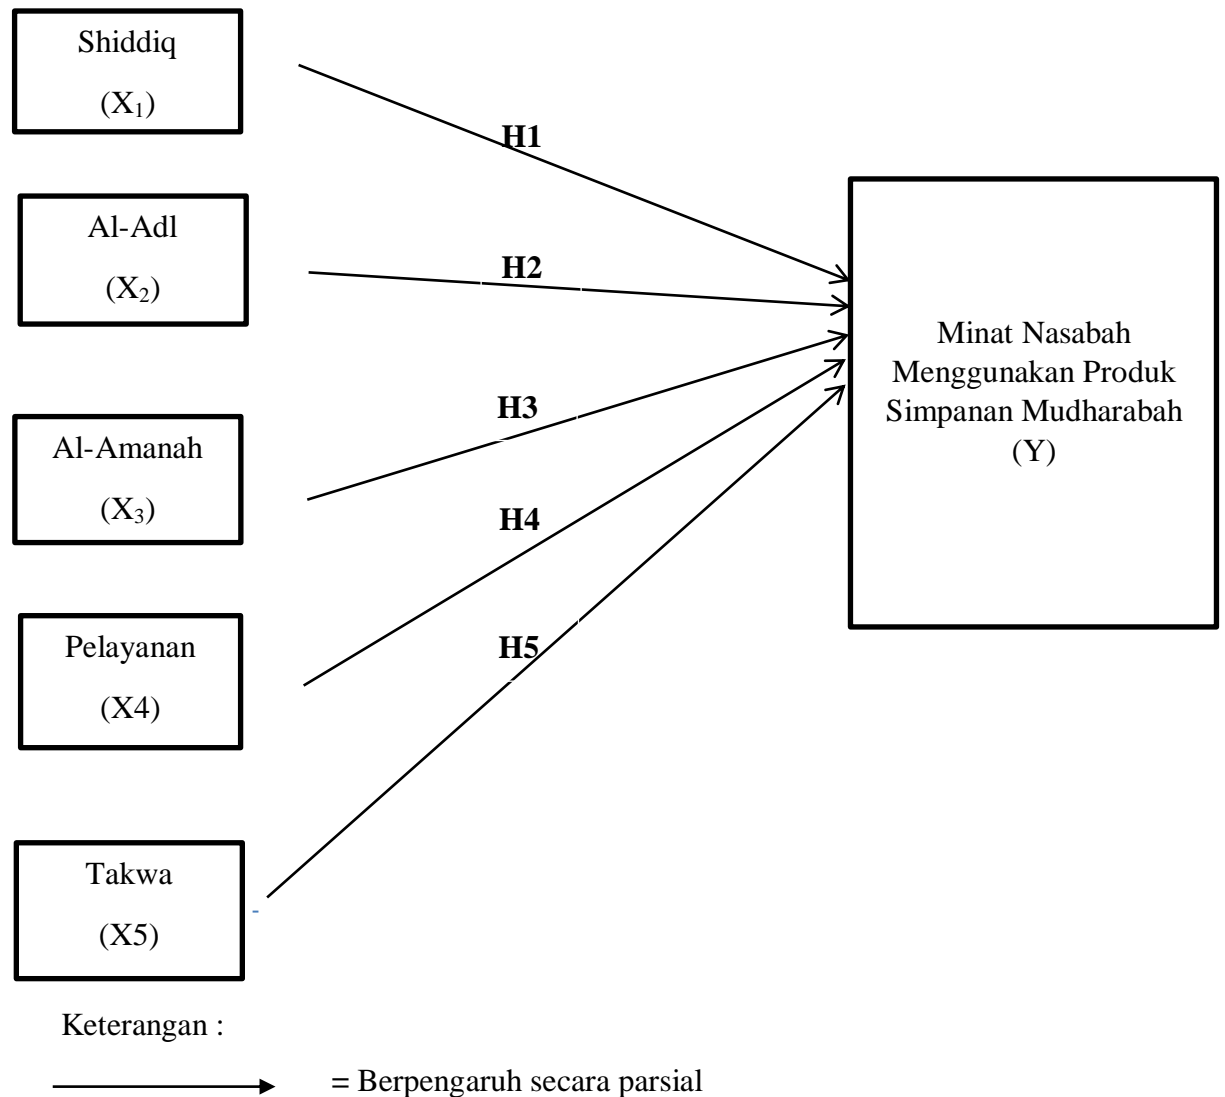 Shiddiq
(X₁)
H1
Al-Adl
(X₂)
H2
Al-Amanah
(X₃)
H3
Pelayanan
(X4)
H4
Takwa
(X5)
H5
Minat Nasabah
Menggunakan Produk
Simpanan Mudharabah
(Y)
Keterangan :
= Berpengaruh secara parsial